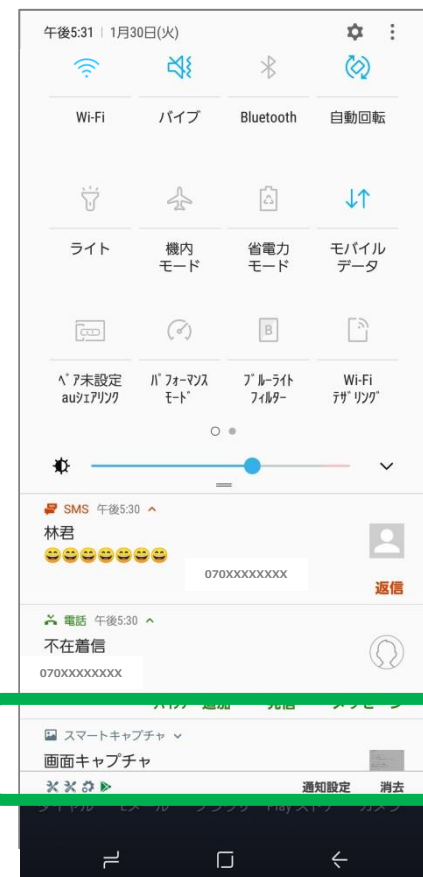 午後5:31 | 1月30日(火)
Wi-Fi
バイブ
Bluetooth
自動回転
ライト
機内
モード
省電力
モード
モバイル
データ
ペア未設定
auシェアリング
パフォーマンス
モード
B
ブルーライト
フィルター
Wi-Fi
テザリング
SMS 午後5:30
林君
😄😄😄😄😄😄😄
070XXXXXXXX
返信
電話 午後5:30
不在着信
070XXXXXXXX
スマートキャプチャ
画面キャプチャ
通知設定 消去